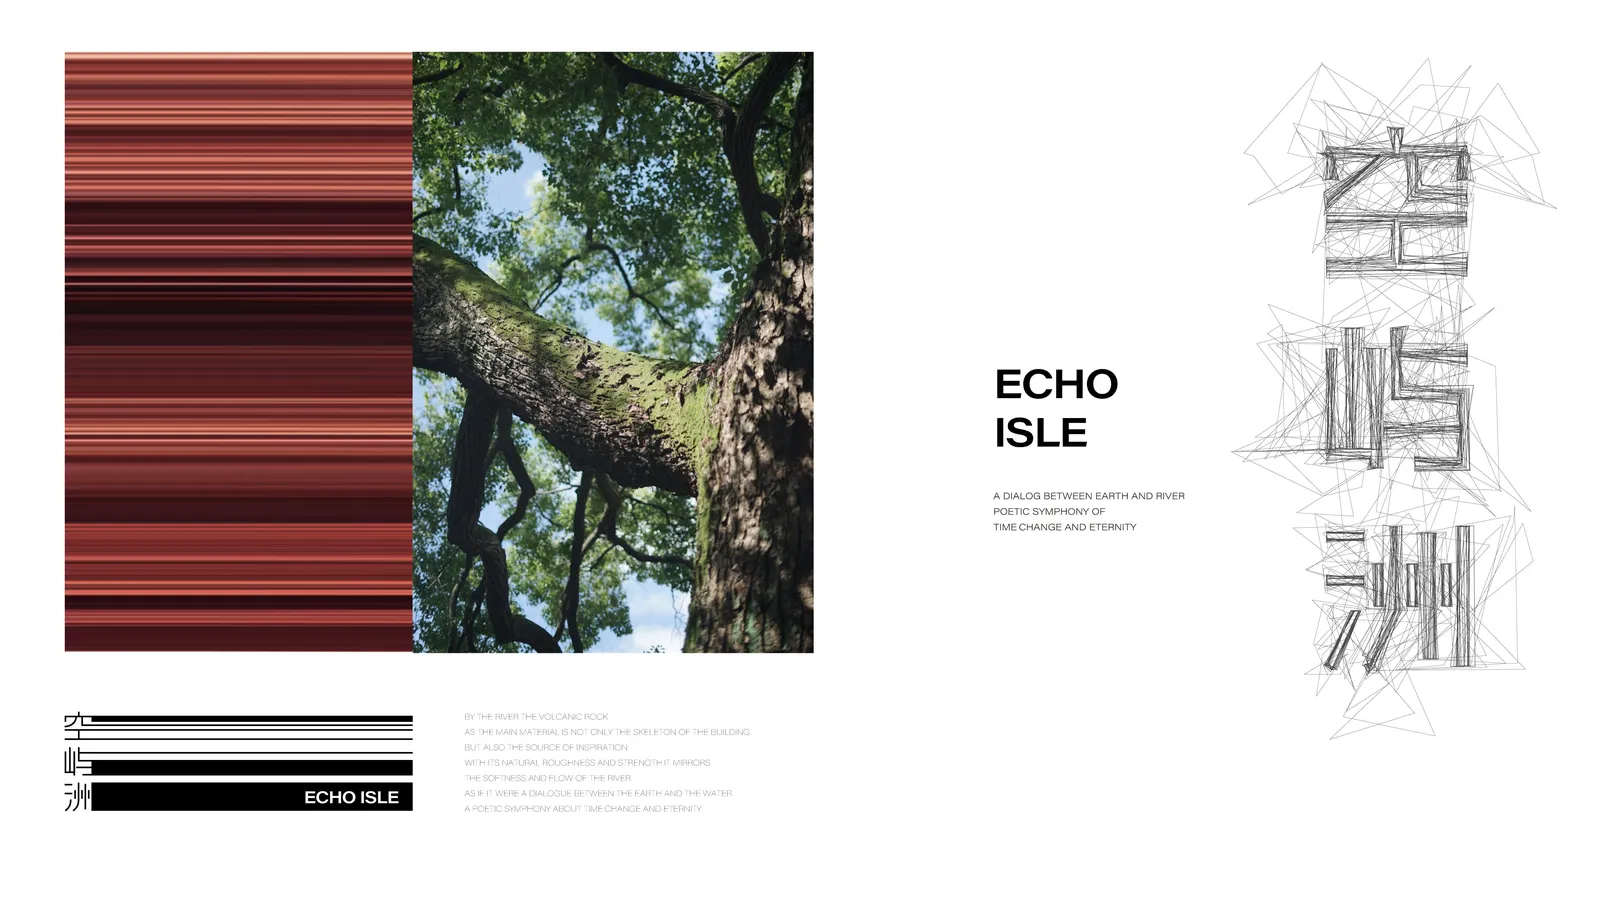 空
屿
洲
ECHO ISLE
BY THE RIVER THE VOLCANIC ROCK
AS THE MAIN MATERIAL IS NOT ONLY THE SKELETON OF THE BUILDING
BUT ALSO THE SOURCE OF INSPIRATION
WITH ITS NATURAL ROUGHNESS AND STRENGTH IT MIRRORS
THE SOFTNESS AND FLOW OF THE RIVER
AS IF IT WERE A DIALOGUE BETWEEN THE EARTH AND THE WATER
A POETIC SYMPHONY ABOUT TIME CHANGE AND ETERNITY
ECHO
ISLE
A DIALOG BETWEEN EARTH AND RIVER
POETIC SYMPHONY OF
TIME CHANGE AND ETERNITY
空
屿
洲